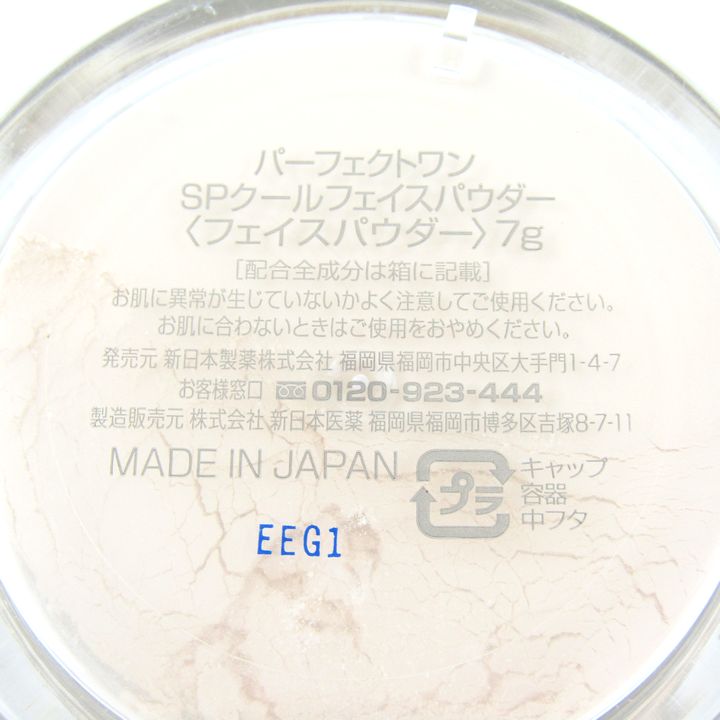 パーフェクトワン
SPクールフェイスパウダー
〈フェイスパウダー〉7g
［配合全成分は箱に記載］
お肌に異常が生じていないかよく注意してご使用ください。
お肌に合わないときはご使用をおやめください。
発売元 新日本製薬株式会社 福岡県福岡市中央区大手門1-4-7
お客様窓口 0120-923-444
製造販売元 株式会社 新日本医薬 福岡県福岡市博多区吉塚8-7-11
MADE IN JAPAN
プラ
キャップ
容器
中フタ
EEG1